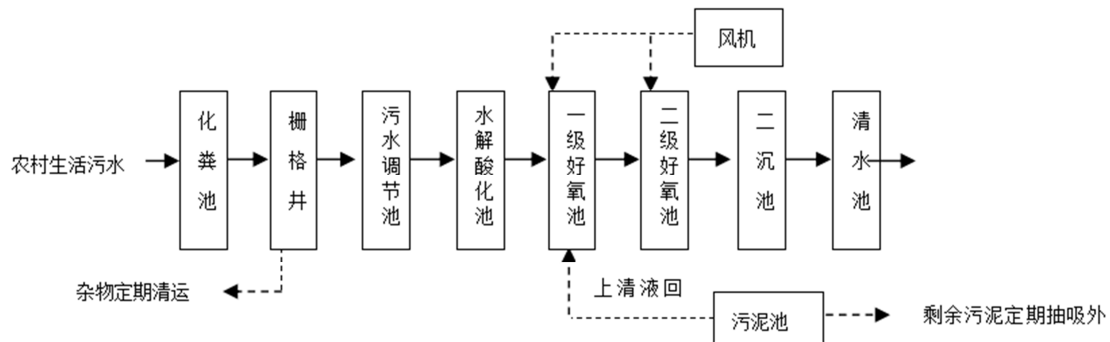 风机
农村生活污水
化粪池
栅格井
污水调节池
水解酸化池
一级好氧池
二级好氧池
二沉池
清水池
杂物定期清运
上清液回
污泥池
剩余污泥定期抽吸外